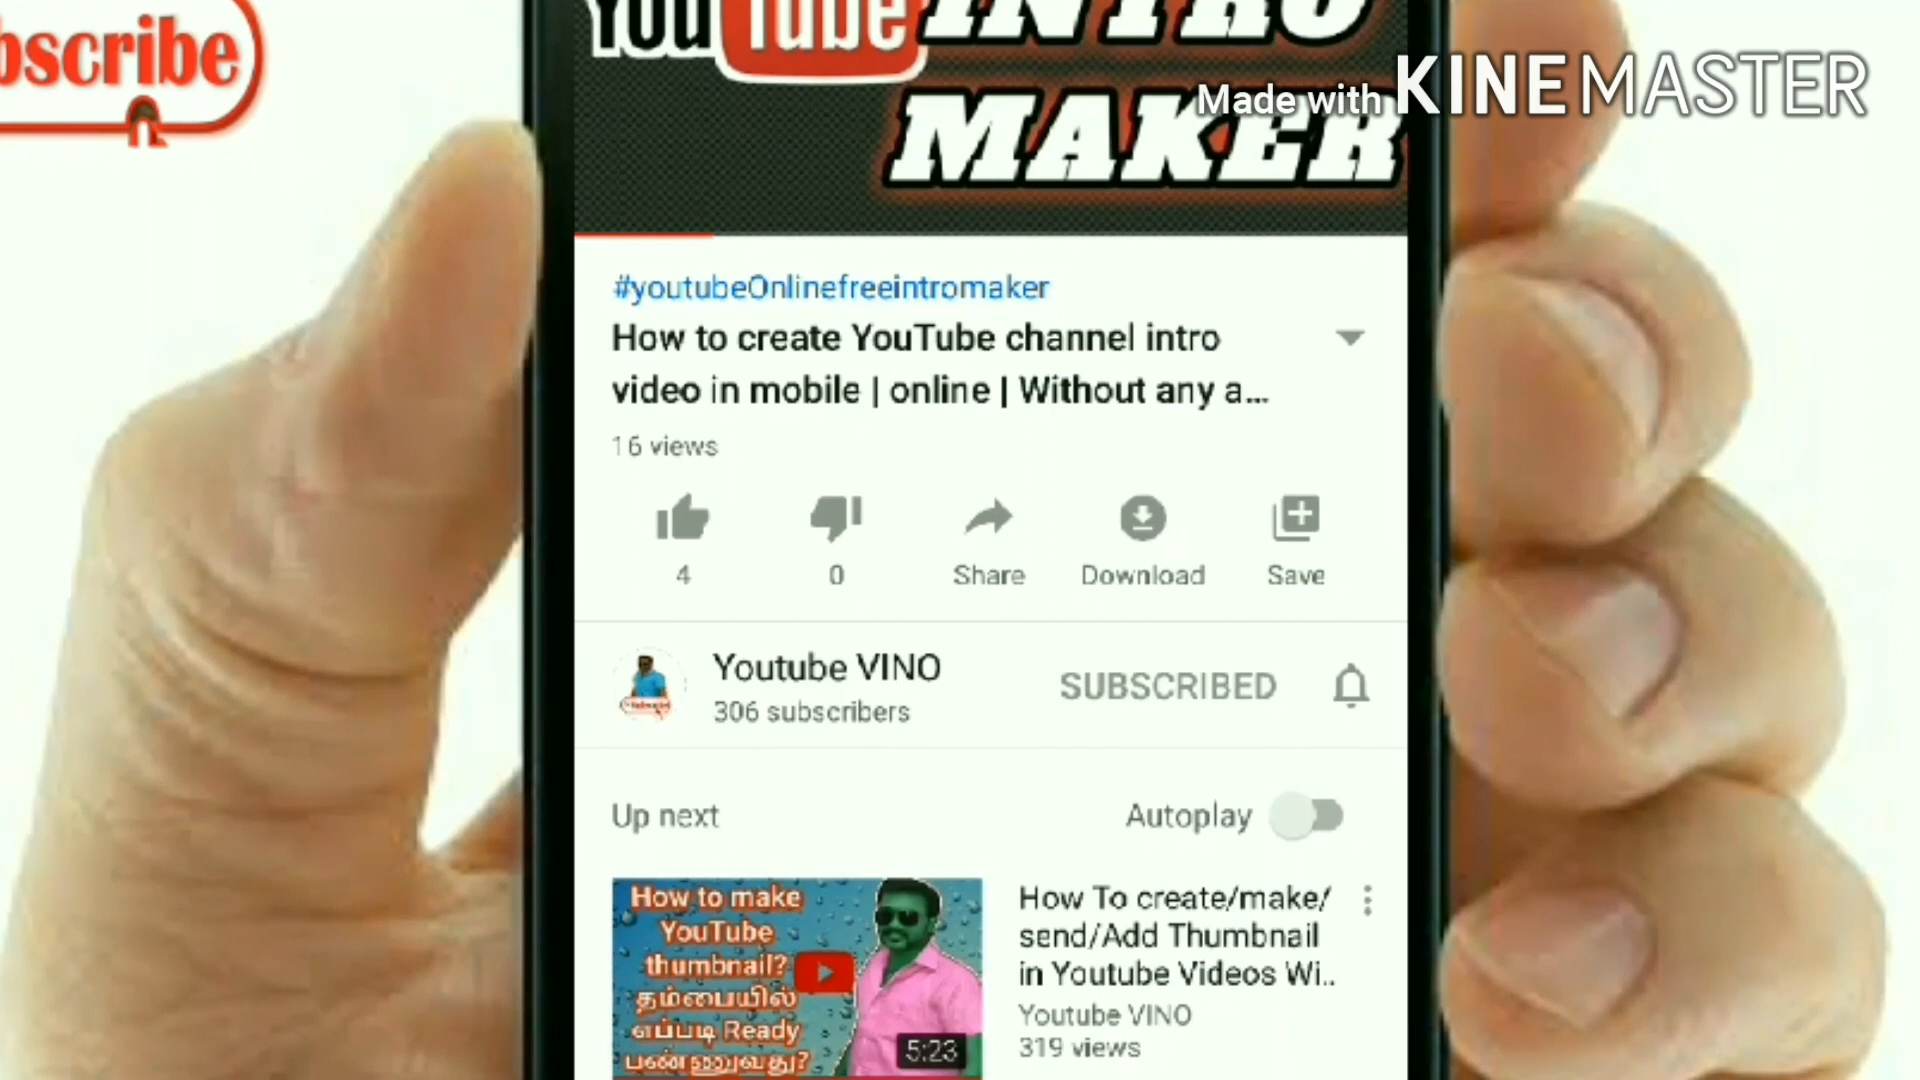 YouTube INTRO
bscribe
Made with KINEMASTER
MAKER
#youtubeOnlinefreeintromaker
How to create YouTube channel intro
video in mobile | online | Without any a...
16 views
4
0
Share
Download
Save
Youtube VINO
306 subscribers
SUBSCRIBED
Up next
Autoplay
How to make
YouTube
thumbnail?
தம்பையில்
எப்படி Ready
பண்ணுவது?
5:23
How To create/make/
send/Add Thumbnail
in Youtube Videos Wi..
Youtube VINO
319 views